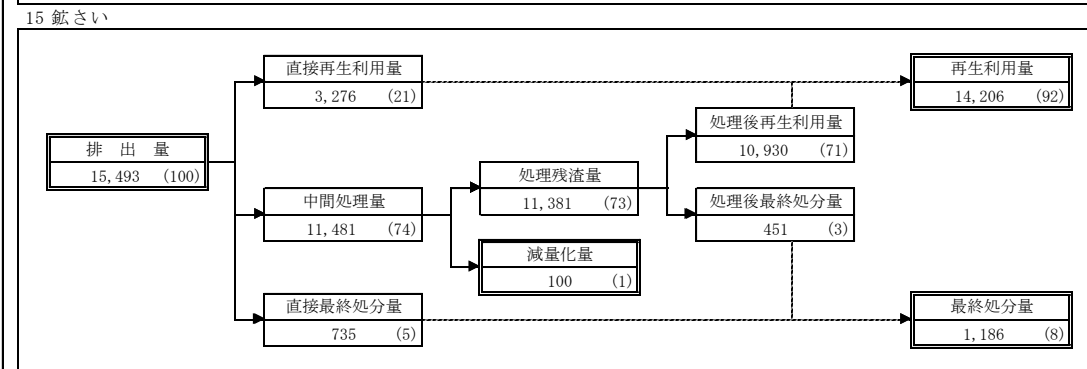 15 鉱さい
直接再生利用量
3,276 (21)
再生利用量
14,206 (92)
処理後再生利用量
10,930 (71)
排 出 量
15,493 (100)
処理残渣量
11,381 (73)
中間処理量
11,481 (74)
処理後最終処分量
451 (3)
減量化量
100 (1)
直接最終処分量
735 (5)
最終処分量
1,186 (8)